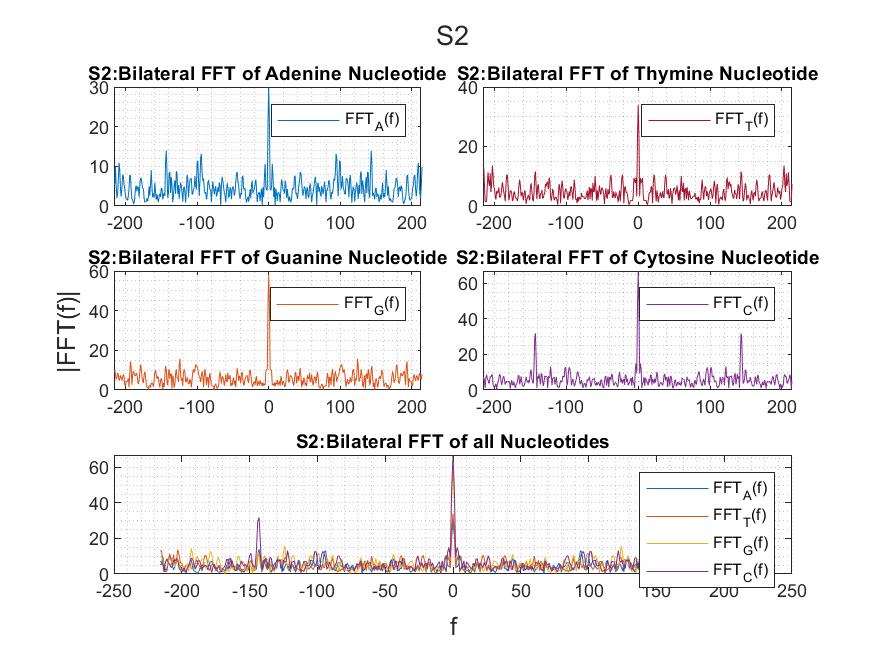 S2
S2:Bilateral FFT of Adenine Nucleotide
30
20
10
0
-200 -100 0 100 200
FFT_A(f)
S2:Bilateral FFT of Thymine Nucleotide
40
20
0
-200 -100 0 100 200
FFT_T(f)
S2:Bilateral FFT of Guanine Nucleotide
60
40
20
0
-200 -100 0 100 200
FFT_G(f)
S2:Bilateral FFT of Cytosine Nucleotide
60
40
20
0
-200 -100 0 100 200
FFT_C(f)
|FFT(f)|
S2:Bilateral FFT of all Nucleotides
60
40
20
0
-250 -200 -150 -100 -50 0 50 100 150 200 250
FFT_A(f)
FFT_T(f)
FFT_G(f)
FFT_C(f)
f